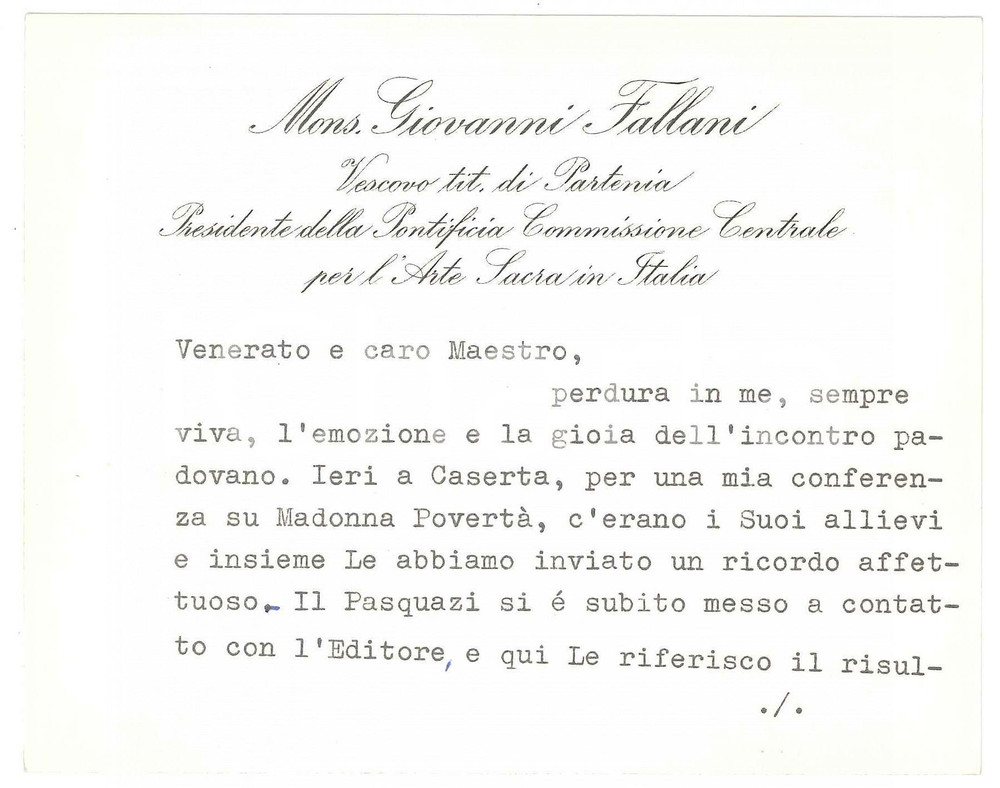 Mons. Giovanni Fallani
Vescovo tit. di Partenia
Presidente della Pontificia Commissione Centrale
per l'Arte Sacra in Italia
Venerato e caro Maestro,
perdura in me, sempre
viva, l'emozione e la gioia dell'incontro pa-
dovano. Ieri a Caserta, per una mia conferen-
za su Madonna Povertà, c'erano i Suoi allievi
e insieme Le abbiamo inviato un ricordo affet-
tuoso. Il Pasquazi si é subito messo a contat-
to con l'Editore, e qui Le riferisco il risul-
./.